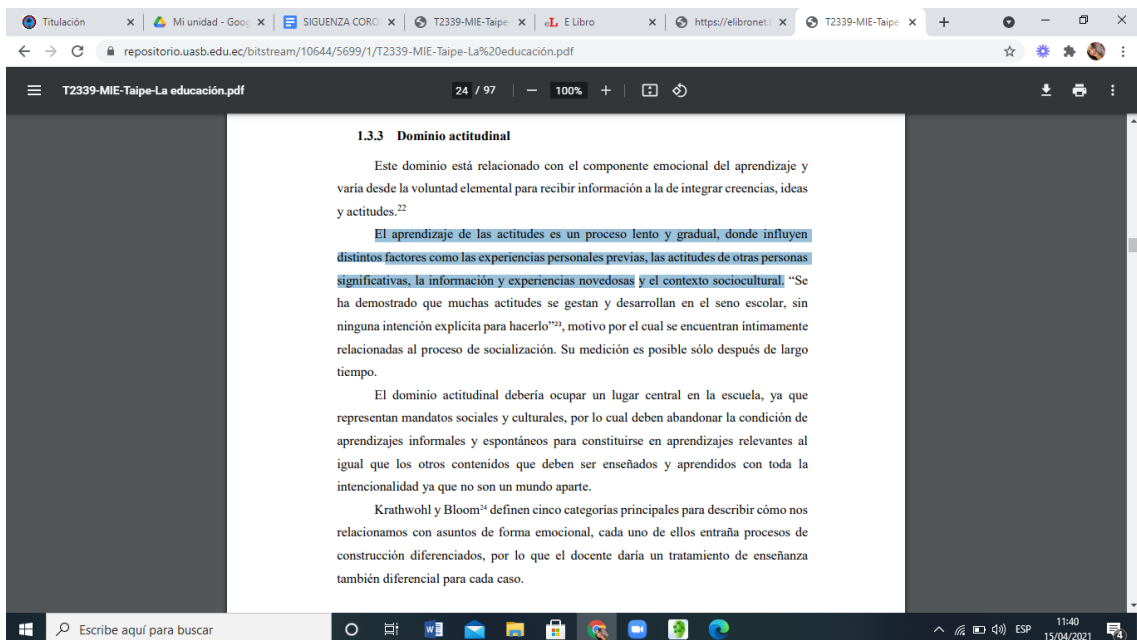 Titulación
Mi unidad - Goog
SIGUENZA CORO
T2339-MIE-Taipe-
eL E Libro
https://elibronet.
T2339-MIE-Taipe
repositorio.uasb.edu.ec/bitstream/10644/5699/1/T2339-MIE-Taipe-La%20educación.pdf
T2339-MIE-Taipe-La educación.pdf 24 / 97 100%
1.3.3 Dominio actitudinal
Este dominio está relacionado con el componente emocional del aprendizaje y
varía desde la voluntad elemental para recibir información a la de integrar creencias, ideas
y actitudes.22
El aprendizaje de las actitudes es un proceso lento y gradual, donde influyen
distintos factores como las experiencias personales previas, las actitudes de otras personas
significativas, la información y experiencias novedosas y el contexto sociocultural. “Se
ha demostrado que muchas actitudes se gestan y desarrollan en el seno escolar, sin
ninguna intención explícita para hacerlo”23, motivo por el cual se encuentran íntimamente
relacionadas al proceso de socialización. Su medición es posible sólo después de largo
tiempo.
El dominio actitudinal debería ocupar un lugar central en la escuela, ya que
representan mandatos sociales y culturales, por lo cual deben abandonar la condición de
aprendizajes informales y espontáneos para constituirse en aprendizajes relevantes al
igual que los otros contenidos que deben ser enseñados y aprendidos con toda la
intencionalidad ya que no son un mundo aparte.
Krathwohl y Bloom24 definen cinco categorías principales para describir cómo nos
relacionamos con asuntos de forma emocional, cada uno de ellos entraña procesos de
construcción diferenciados, por lo que el docente daría un tratamiento de enseñanza
también diferencial para cada caso.
Escribe aquí para buscar
ESP
11:40
15/04/2021
4